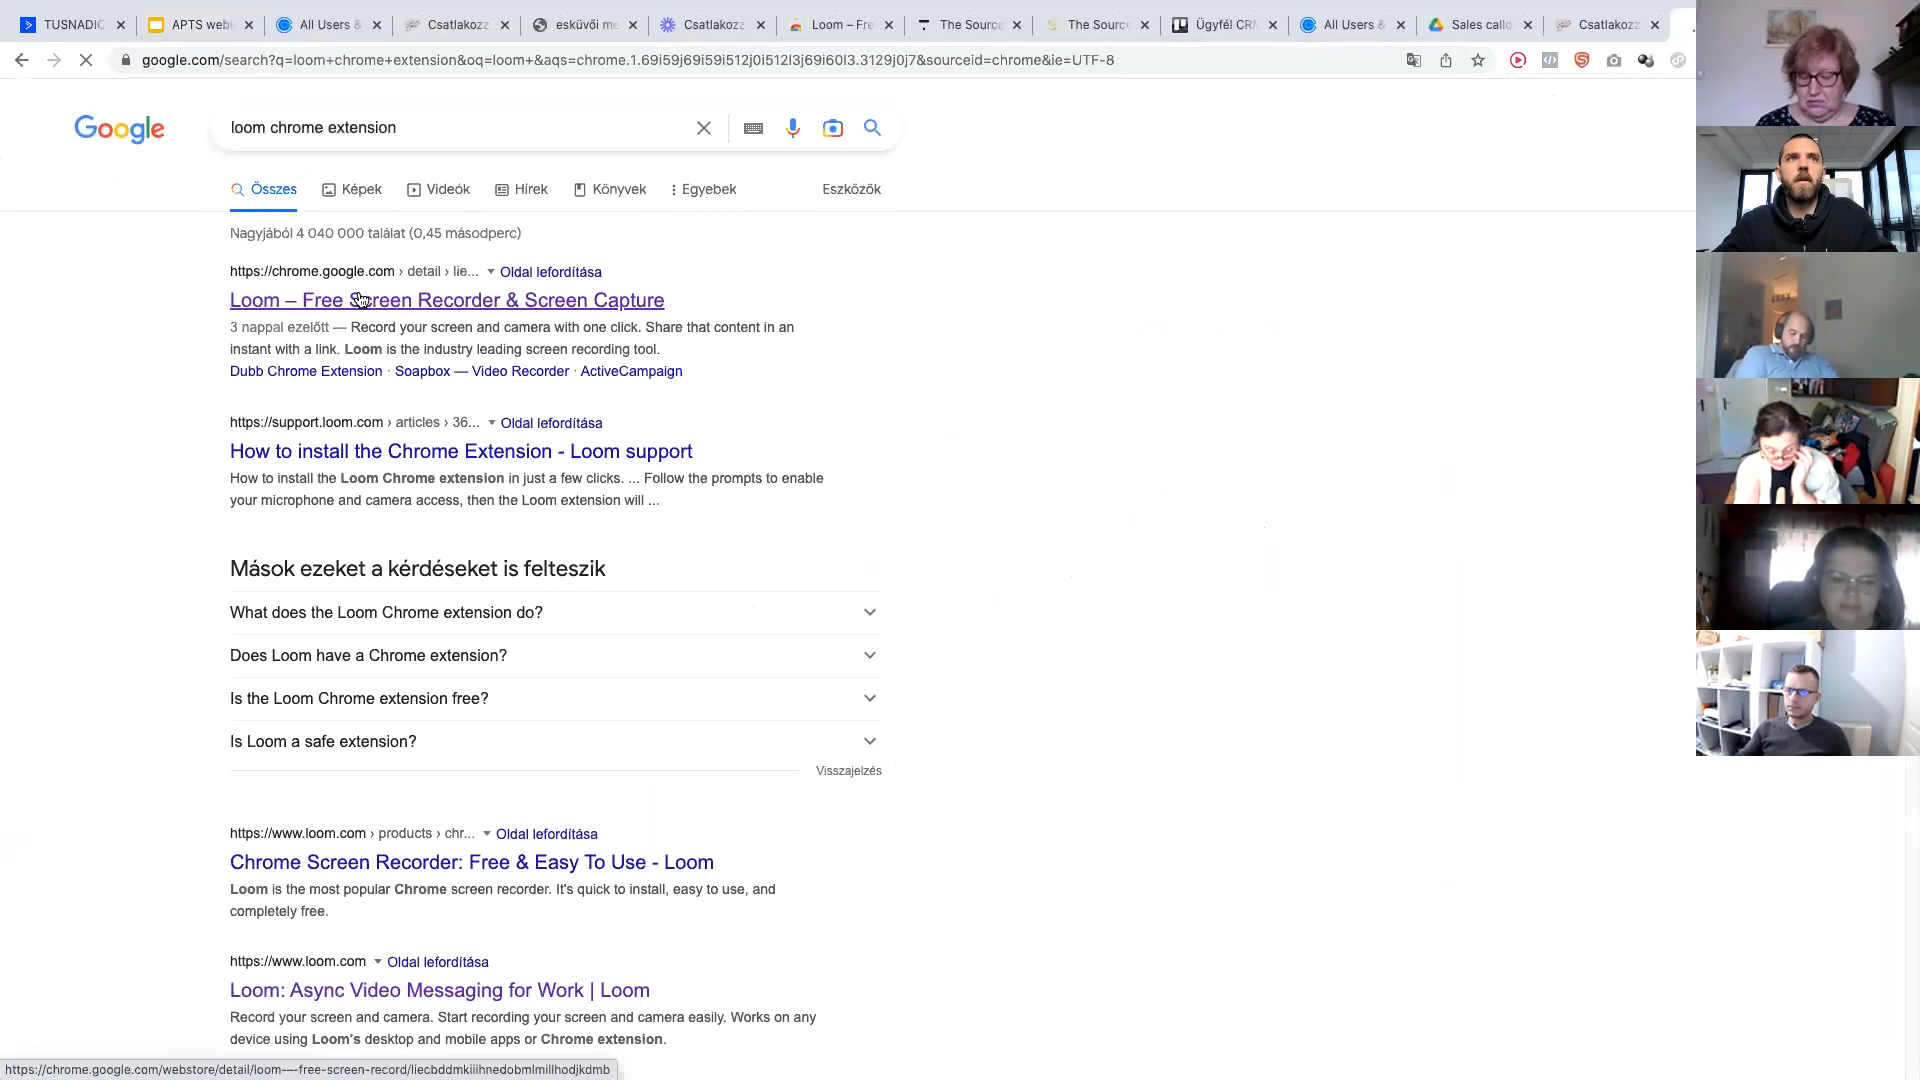 TUSNADIC
APTS webi
All Users &
Csatlakozz
esküvői me
Csatlakozz
Loom – Fre
The Source
The Source
Ügyfél CRM
All Users &
Sales callo
Csatlakozz
google.com/search?q=loom+chrome+extension&oq=loom+&aqs=chrome.1.69i59j69i59i512j0i512l3j69i60l3.3129j0j7&sourceid=chrome&ie=UTF-8
Google
loom chrome extension
Összes Képek Videók Hírek Könyvek Egyebek Eszközök
Nagyjából 4 040 000 találat (0,45 másodperc)
https://chrome.google.com › detail › lie... Oldal lefordítása
Loom – Free Screen Recorder & Screen Capture
3 nappal ezelőtt — Record your screen and camera with one click. Share that content in an
instant with a link. Loom is the industry leading screen recording tool.
Dubb Chrome Extension · Soapbox — Video Recorder · ActiveCampaign
https://support.loom.com › articles › 36... Oldal lefordítása
How to install the Chrome Extension - Loom support
How to install the Loom Chrome extension in just a few clicks. ... Follow the prompts to enable
your microphone and camera access, then the Loom extension will ...
Mások ezeket a kérdéseket is felteszik
What does the Loom Chrome extension do?
Does Loom have a Chrome extension?
Is the Loom Chrome extension free?
Is Loom a safe extension?
Visszajelzés
https://www.loom.com › products › chr... Oldal lefordítása
Chrome Screen Recorder: Free & Easy To Use - Loom
Loom is the most popular Chrome screen recorder. It's quick to install, easy to use, and
completely free.
https://www.loom.com Oldal lefordítása
Loom: Async Video Messaging for Work | Loom
Record your screen and camera. Start recording your screen and camera easily. Works on any
device using Loom's desktop and mobile apps or Chrome extension.
https://chrome.google.com/webstore/detail/loom-–-free-screen-record/liecbddmkiiihnedobmlmillhodjkdmb